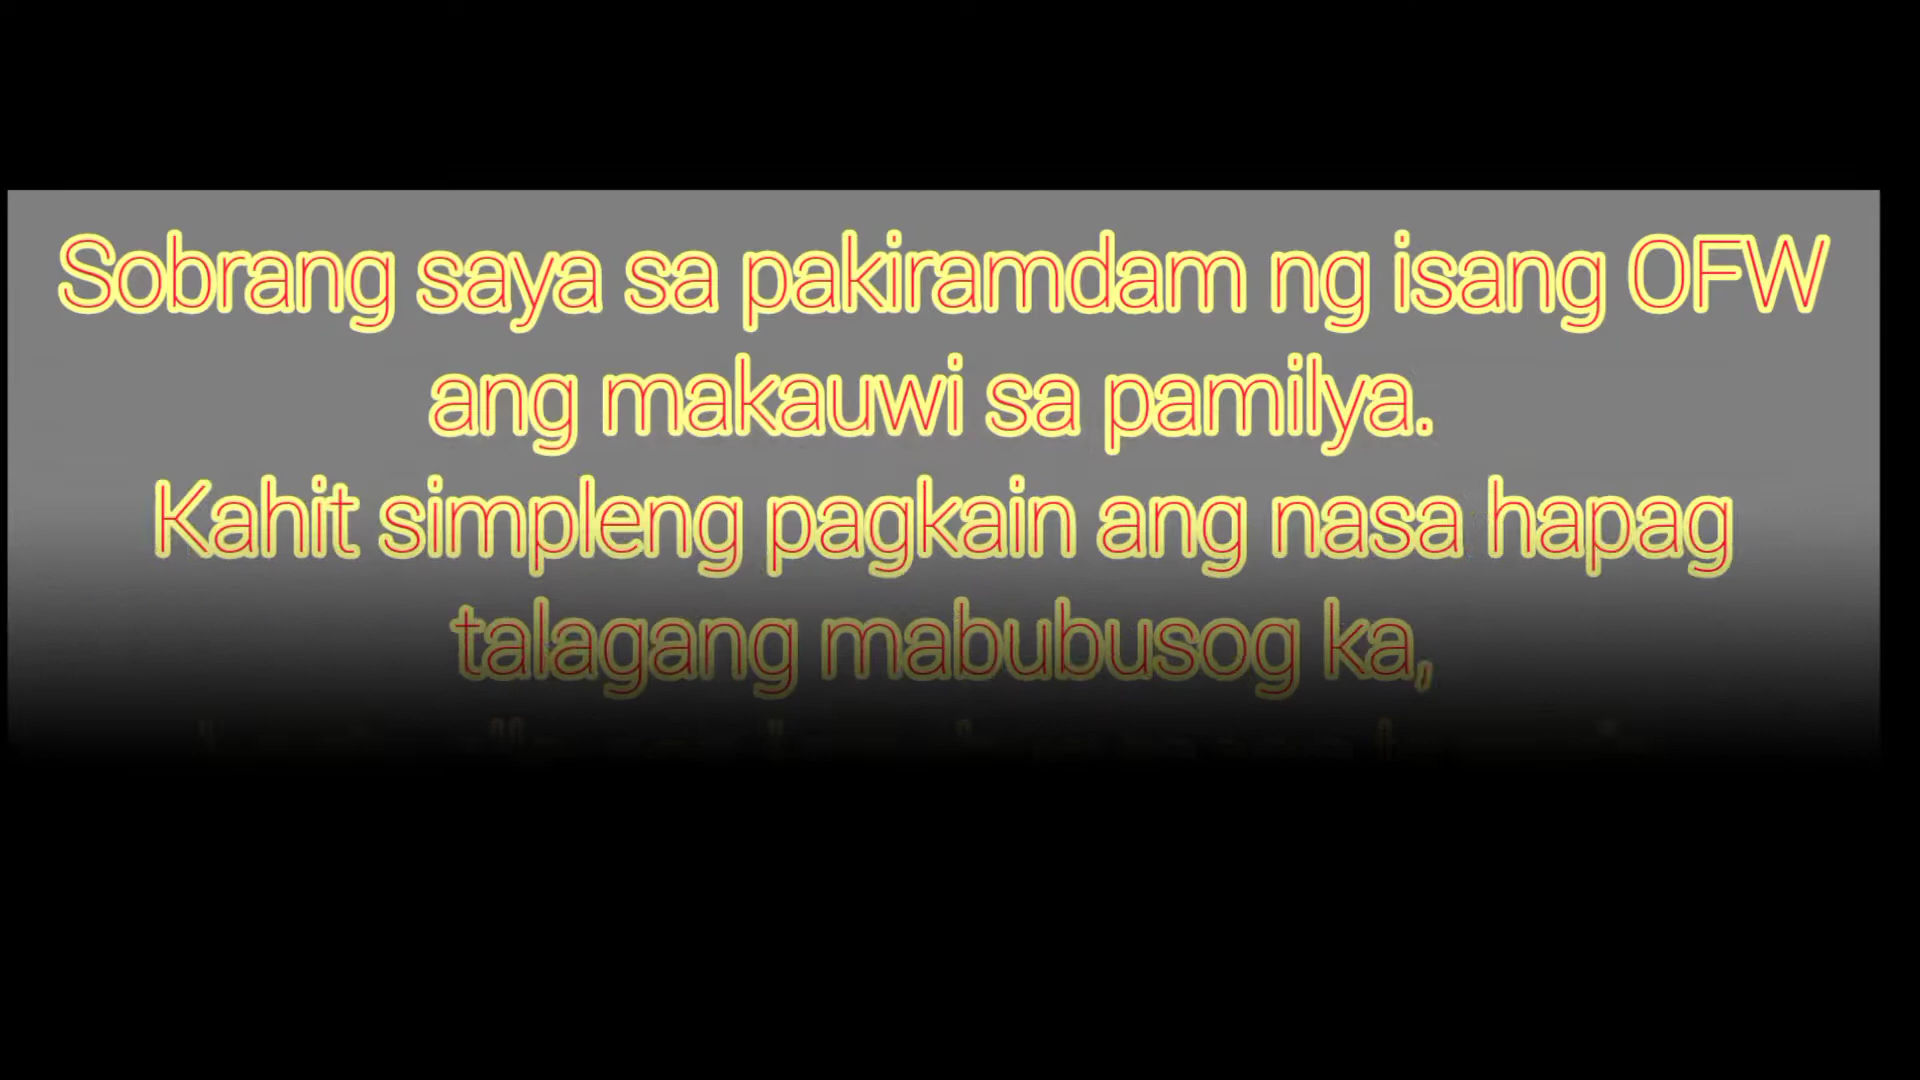 Sobrang saya sa pakiramdam ng isang OFW
ang makauwi sa pamilya.
Kahit simpleng pagkain ang nasa hapag
talagang mabubusog ka,